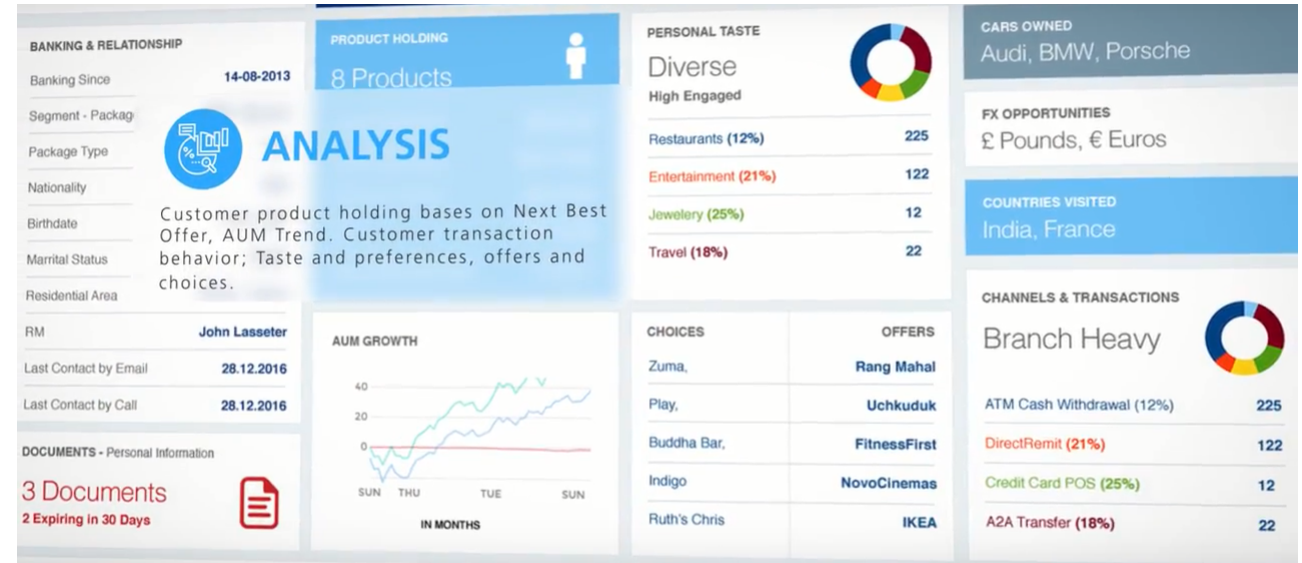 BANKING & RELATIONSHIP
Banking Since 14-08-2013
Segment - Packag
Package Type
Nationality
Birthdate
Marrital Status
Residential Area
RM John Lasseter
Last Contact by Email 28.12.2016
Last Contact by Call 28.12.2016
DOCUMENTS - Personal Information
3 Documents
2 Expiring in 30 Days
PRODUCT HOLDING
8 Products
ANALYSIS
Customer product holding bases on Next Best
Offer, AUM Trend. Customer transaction
behavior; Taste and preferences, offers and
choices.
AUM GROWTH
40
20
0
SUN THU TUE SUN
IN MONTHS
PERSONAL TASTE
Diverse
High Engaged
Restaurants (12%) 225
Entertainment (21%) 122
Jewelery (25%) 12
Travel (18%) 22
CHOICES OFFERS
Zuma, Rang Mahal
Play, Uchkuduk
Buddha Bar, FitnessFirst
Indigo NovoCinemas
Ruth's Chris IKEA
CARS OWNED
Audi, BMW, Porsche
FX OPPORTUNITIES
£ Pounds, € Euros
COUNTRIES VISITED
India, France
CHANNELS & TRANSACTIONS
Branch Heavy
ATM Cash Withdrawal (12%) 225
DirectRemit (21%) 122
Credit Card POS (25%) 12
A2A Transfer (18%) 22